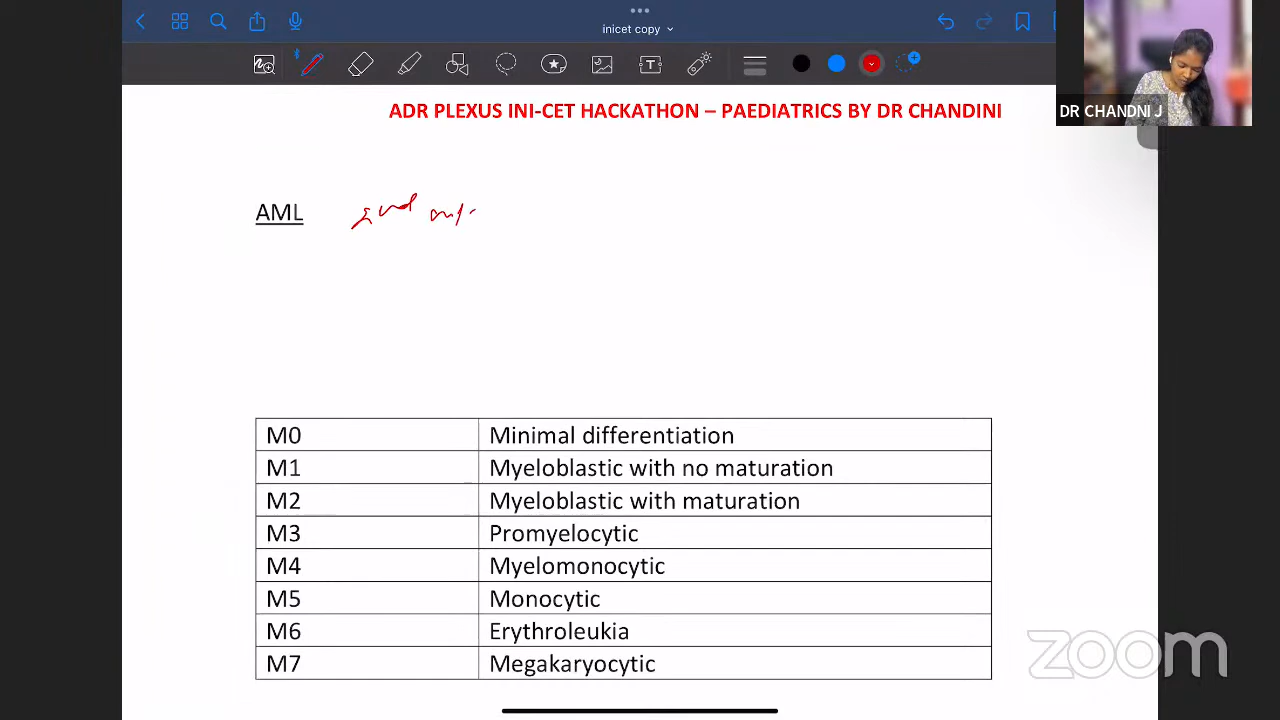 inicet copy
ADR PLEXUS INI-CET HACKATHON – PAEDIATRICS BY DR CHANDINI
DR CHANDNI J
AML
M0 Minimal differentiation
M1 Myeloblastic with no maturation
M2 Myeloblastic with maturation
M3 Promyelocytic
M4 Myelomonocytic
M5 Monocytic
M6 Erythroleukia
M7 Megakaryocytic
zoom